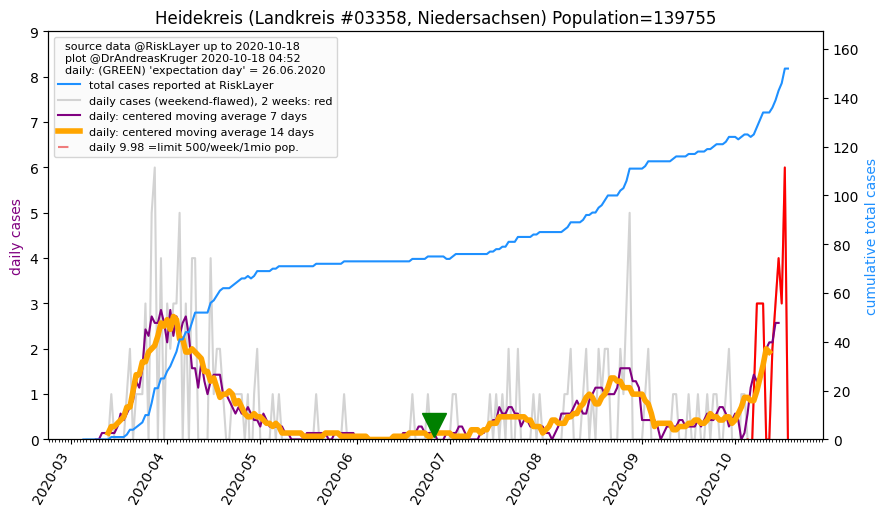 Heidekreis (Landkreis #03358, Niedersachsen) Population=139755
source data @RiskLayer up to 2020-10-18
plot @DrAndreasKruger 2020-10-18 04:52
daily: (GREEN) 'expectation day' = 26.06.2020
total cases reported at RiskLayer
daily cases (weekend-flawed), 2 weeks: red
daily: centered moving average 7 days
daily: centered moving average 14 days
daily 9.98 =limit 500/week/1mio pop.
daily cases
9
8
7
6
5
4
3
2
1
0
cumulative total cases
160
140
120
100
80
60
40
20
0
2020-03
2020-04
2020-05
2020-06
2020-07
2020-08
2020-09
2020-10